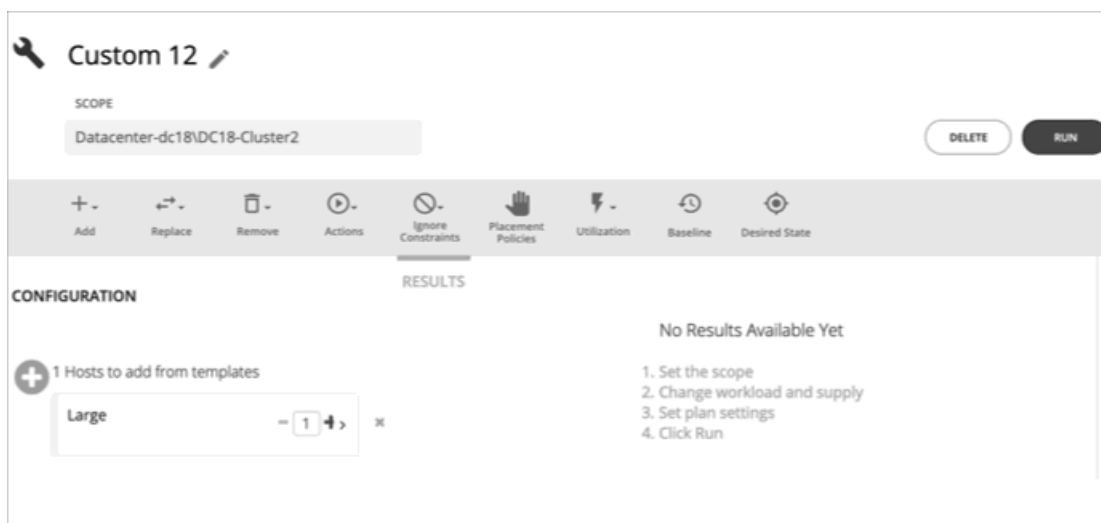 Custom 12
SCOPE
Datacenter-dc18\DC18-Cluster2
DELETE
RUN
Add
Replace
Remove
Actions
Ignore
Constraints
Placement
Policies
Utilization
Baseline
Desired State
RESULTS
CONFIGURATION
No Results Available Yet
1 Hosts to add from templates
1. Set the scope
2. Change workload and supply
3. Set plan settings
4. Click Run
Large
1